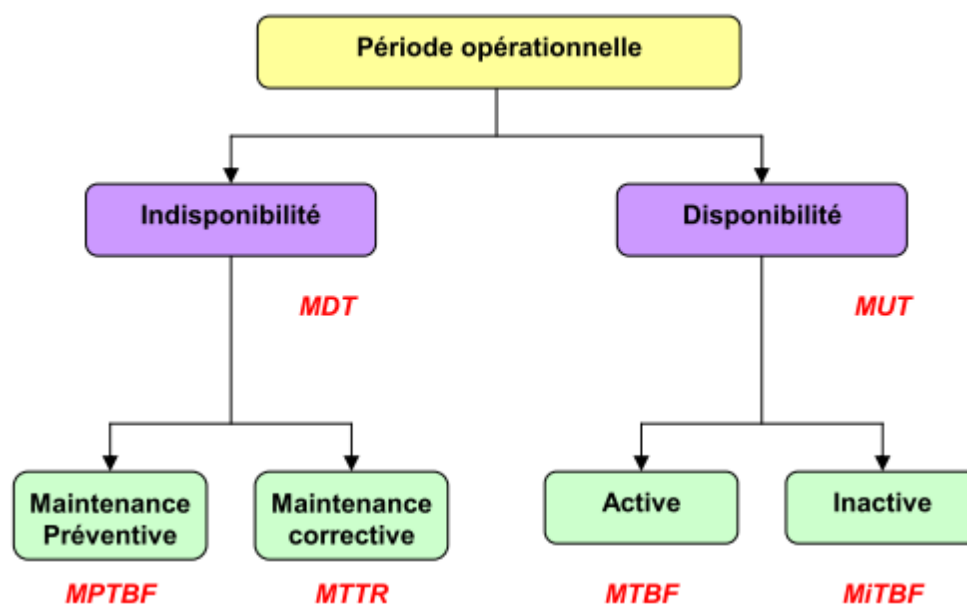 Période opérationnelle
Indisponibilité
Disponibilité
MDT
MUT
Maintenance
Préventive
Maintenance
corrective
Active
Inactive
MPTBF
MTTR
MTBF
MiTBF